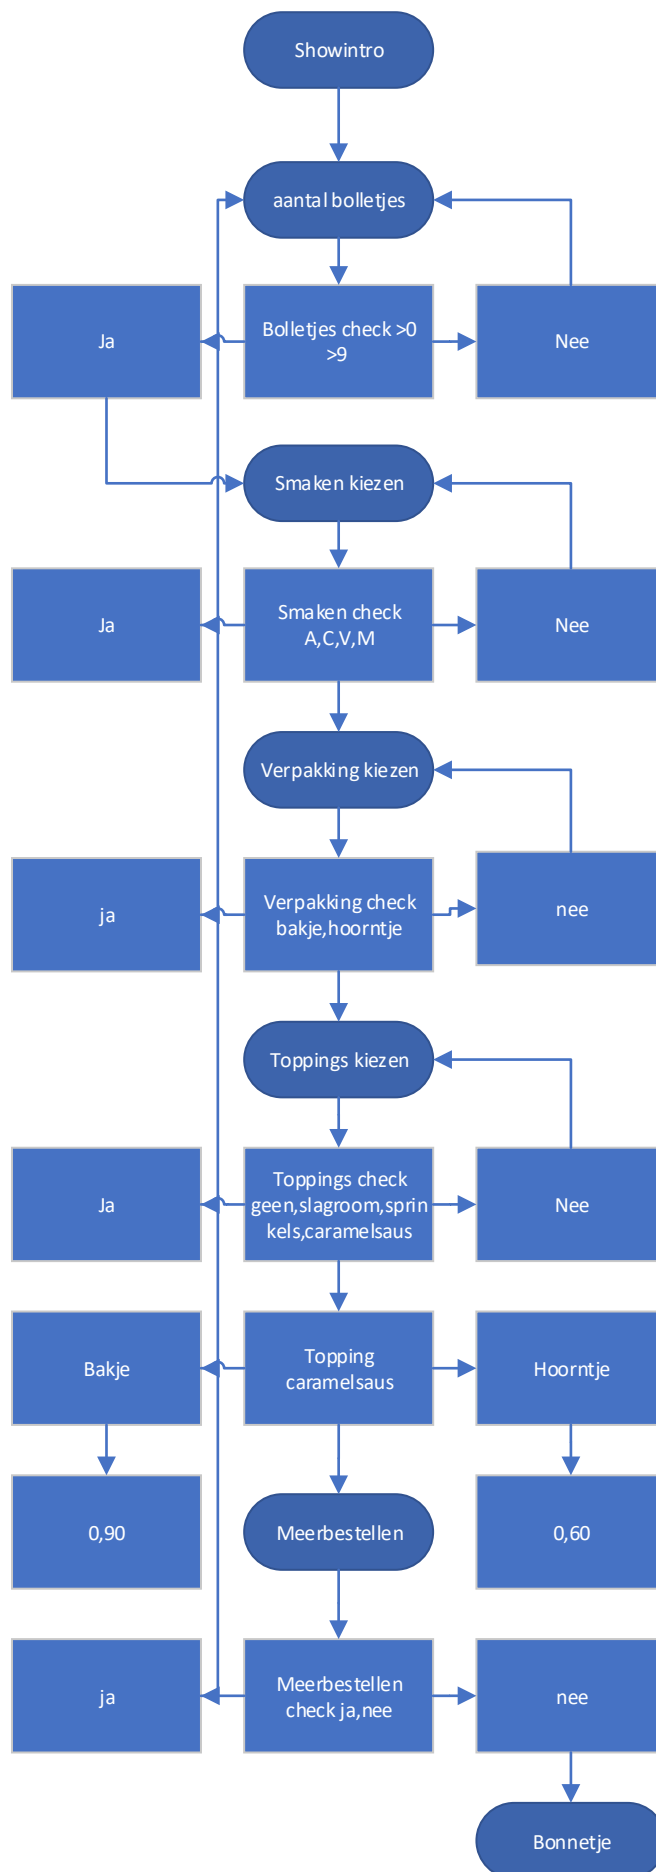 Showintro
aantal bolletjes
Ja
Bolletjes check >0
>9
Nee
Smaken kiezen
Ja
Smaken check
A,C,V,M
Nee
Verpakking kiezen
ja
Verpakking check
bakje,hoorntje
nee
Toppings kiezen
Ja
Toppings check
geen,slagroom,sprin
kels,caramelsaus
Nee
Bakje
Topping
caramelsaus
Hoorntje
0,90
Meerbestellen
0,60
ja
Meerbestellen
check ja,nee
nee
Bonnetje